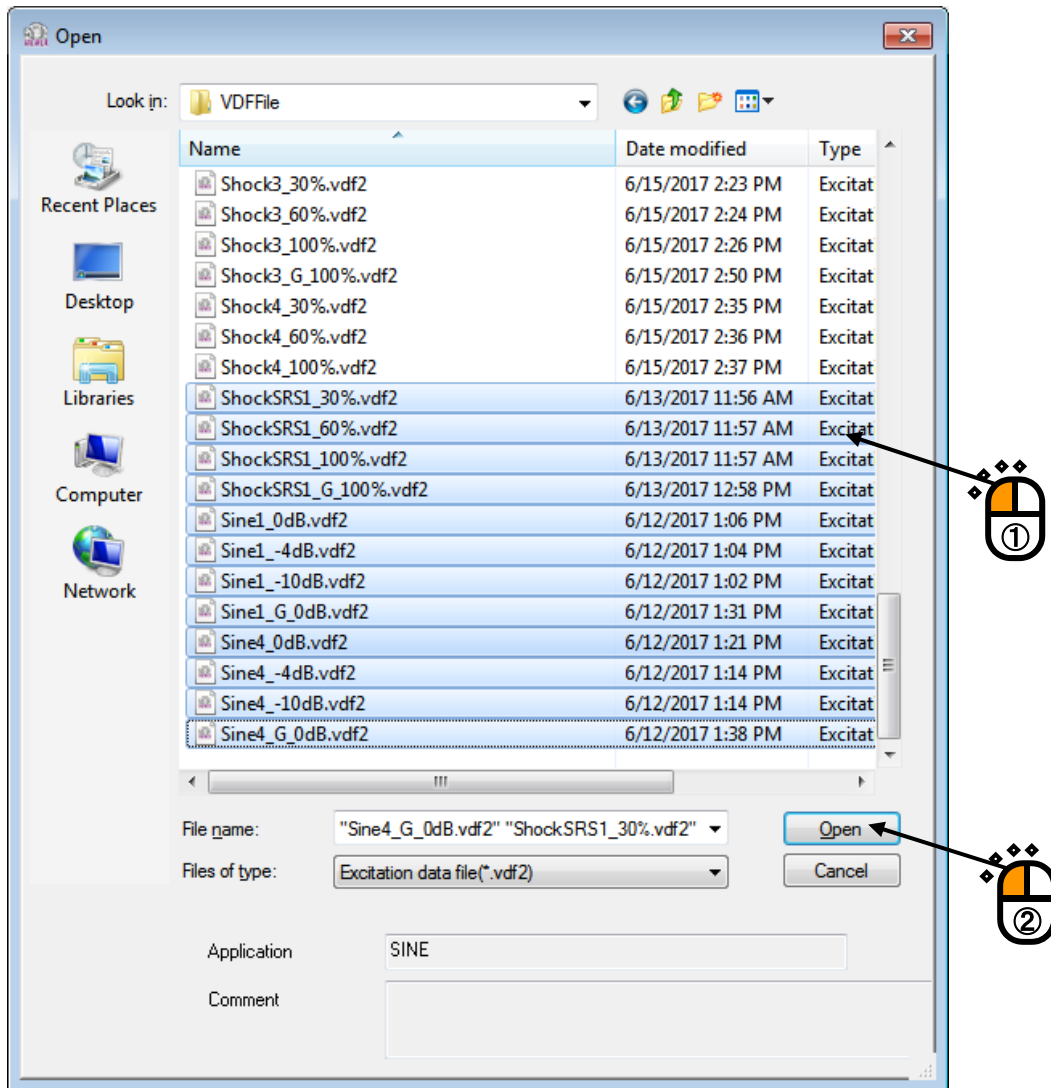 Open
Look in: VDFFile
Name Date modified Type
Shock3_30%.vdf2 6/15/2017 2:23 PM Excitat
Shock3_60%.vdf2 6/15/2017 2:24 PM Excitat
Shock3_100%.vdf2 6/15/2017 2:26 PM Excitat
Shock3_G_100%.vdf2 6/15/2017 2:50 PM Excitat
Shock4_30%.vdf2 6/15/2017 2:35 PM Excitat
Shock4_60%.vdf2 6/15/2017 2:36 PM Excitat
Shock4_100%.vdf2 6/15/2017 2:37 PM Excitat
ShockSRS1_30%.vdf2 6/13/2017 11:56 AM Excitat
ShockSRS1_60%.vdf2 6/13/2017 11:57 AM Excitat
ShockSRS1_100%.vdf2 6/13/2017 11:57 AM Excitat
ShockSRS1_G_100%.vdf2 6/13/2017 12:58 PM Excitat
Sine1_0dB.vdf2 6/12/2017 1:06 PM Excitat
Sine1_-4dB.vdf2 6/12/2017 1:04 PM Excitat
Sine1_-10dB.vdf2 6/12/2017 1:02 PM Excitat
Sine1_G_0dB.vdf2 6/12/2017 1:31 PM Excitat
Sine4_0dB.vdf2 6/12/2017 1:21 PM Excitat
Sine4_-4dB.vdf2 6/12/2017 1:14 PM Excitat
Sine4_-10dB.vdf2 6/12/2017 1:14 PM Excitat
Sine4_G_0dB.vdf2 6/12/2017 1:38 PM Excitat
Recent Places
Desktop
Libraries
Computer
Network
①
File name: "Sine4_G_0dB.vdf2" "ShockSRS1_30%.vdf2" Open
Files of type: Excitation data file(*.vdf2) Cancel
②
Application SINE
Comment